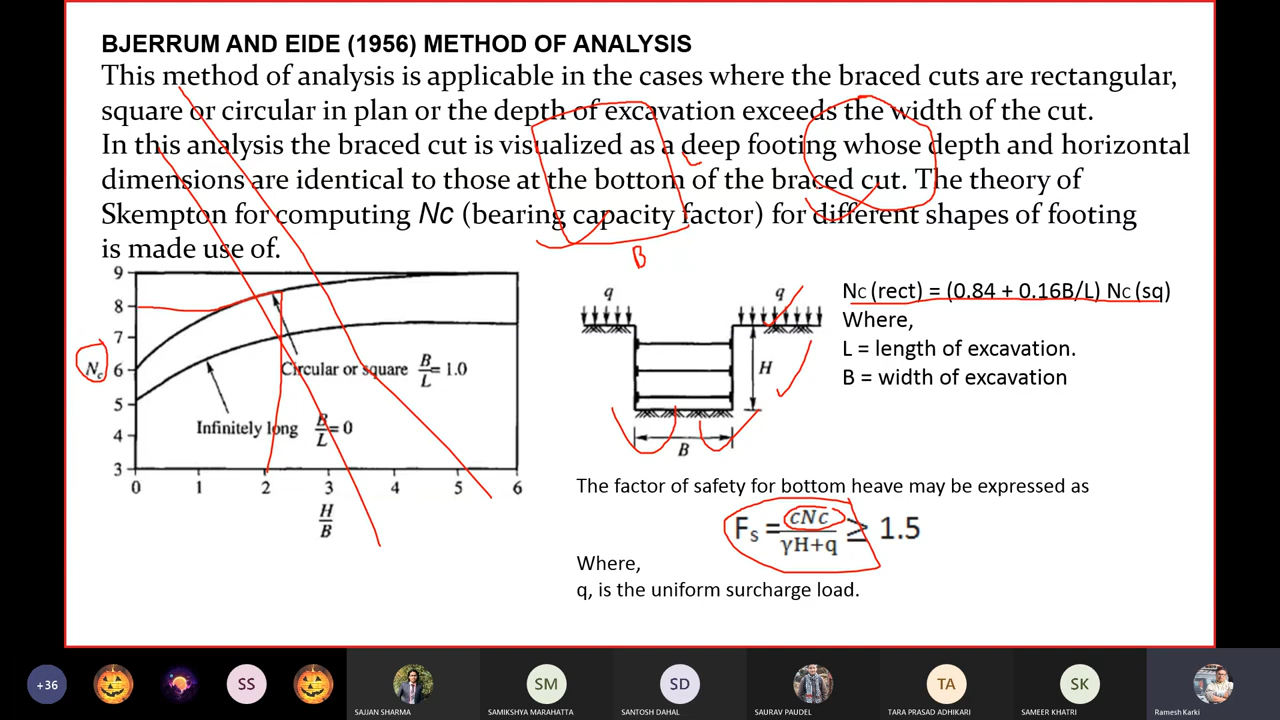 BJERRUM AND EIDE (1956) METHOD OF ANALYSIS
This method of analysis is applicable in the cases where the braced cuts are rectangular,
square or circular in plan or the depth of excavation exceeds the width of the cut.
In this analysis the braced cut is visualized as a deep footing whose depth and horizontal
dimensions are identical to those at the bottom of the braced cut. The theory of
Skempton for computing Nc (bearing capacity factor) for different shapes of footing
is made use of.
L
B
9
8
7
6
5
4
3
Nc
Circular or square B/L = 1.0
Infinitely long B/L = 0
0 1 2 3 4 5 6
H/B
q q
H
B
Nc (rect) = (0.84 + 0.16B/L) Nc (sq)
Where,
L = length of excavation.
B = width of excavation
The factor of safety for bottom heave may be expressed as
Fs = cNc / γH+q ≥ 1.5
Where,
q, is the uniform surcharge load.
+36 SS SM SD TA SK
SAJJAN SHARMA SAMIKSHYA MARAHATTA SANTOSH DAHAL SAURAV PAUDEL TARA PRASAD ADHIKARI SAMEER KHATRI Ramesh Karki